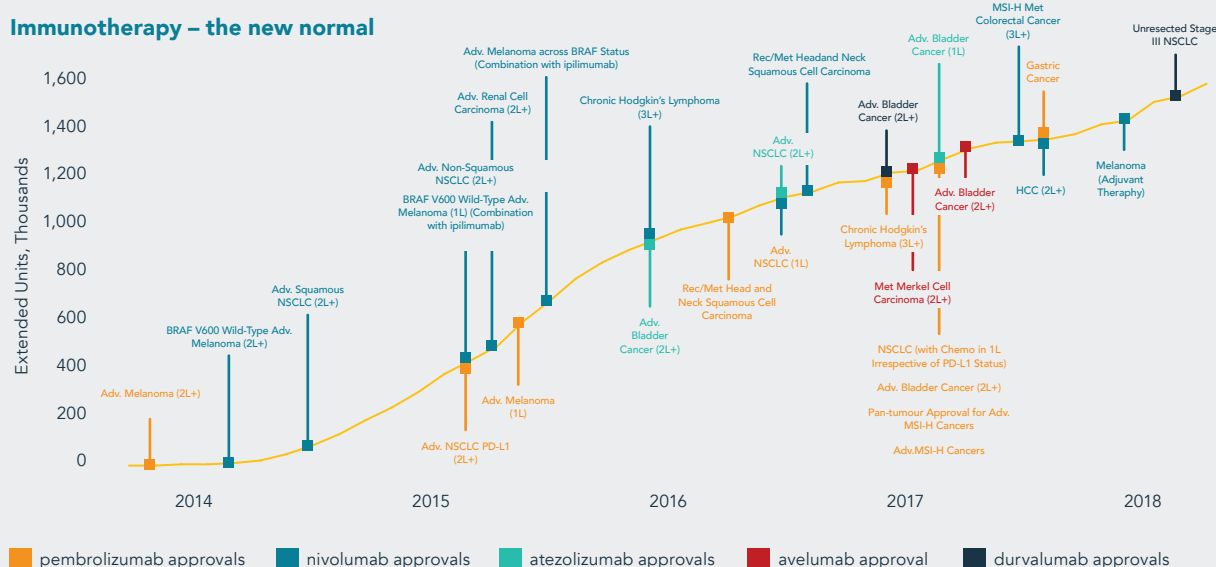 Immunotherapy – the new normal
Extended Units, Thousands
1,600
1,400
1,200
1,000
800
600
400
200
0
Adv. Melanoma (2L+)
BRAF V600 Wild-Type Adv.
Melanoma (2L+)
Adv. Squamous
NSCLC (2L+)
Adv. Melanoma across BRAF Status
(Combination with ipilimumab)
Adv. Renal Cell
Carcinoma (2L+)
Adv. Non-Squamous
NSCLC (2L+)
BRAF V600 Wild-Type Adv.
Melanoma (1L) (Combination
with ipilimumab)
Adv. NSCLC PD-L1
(2L+)
Adv. Melanoma
(1L)
Chronic Hodgkin's Lymphoma
(3L+)
Adv.
Bladder
Cancer (2L+)
Rec/Met Head and
Neck Squamous Cell
Carcinoma
Rec/Met Headand Neck
Squamous Cell Carcinoma
Adv.
NSCLC (2L+)
Adv.
NSCLC (1L)
Adv. Bladder
Cancer (2L+)
Chronic Hodgkin's
Lymphoma (3L+)
Met Merkel Cell
Carcinoma (2L+)
Adv. Bladder
Cancer (1L)
Adv. Bladder
Cancer (2L+)
NSCLC (with Chemo in 1L
Irrespective of PD-L1 Status)
Adv. Bladder Cancer (2L+)
Pan-tumour Approval for Adv.
MSI-H Cancers
Adv.MSI-H Cancers
MSI-H Met
Colorectal Cancer
(3L+)
Gastric
Cancer
HCC (2L+)
Melanoma
(Adjuvant
Theraphy)
Unresected Stage
III NSCLC
2014
2015
2016
2017
2018
pembrolizumab approvals
nivolumab approvals
atezolizumab approvals
avelumab approval
durvalumab approvals